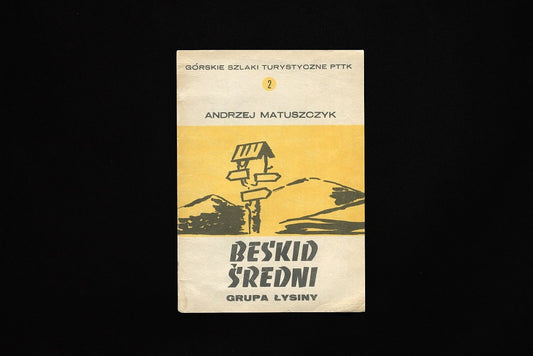 GÓRSKIE SZLAKI TURYSTYCZNE PTTK
2
ANDRZEJ MATUSZCZYK
BESKID
ŚREDNI
GRUPA ŁYSINY